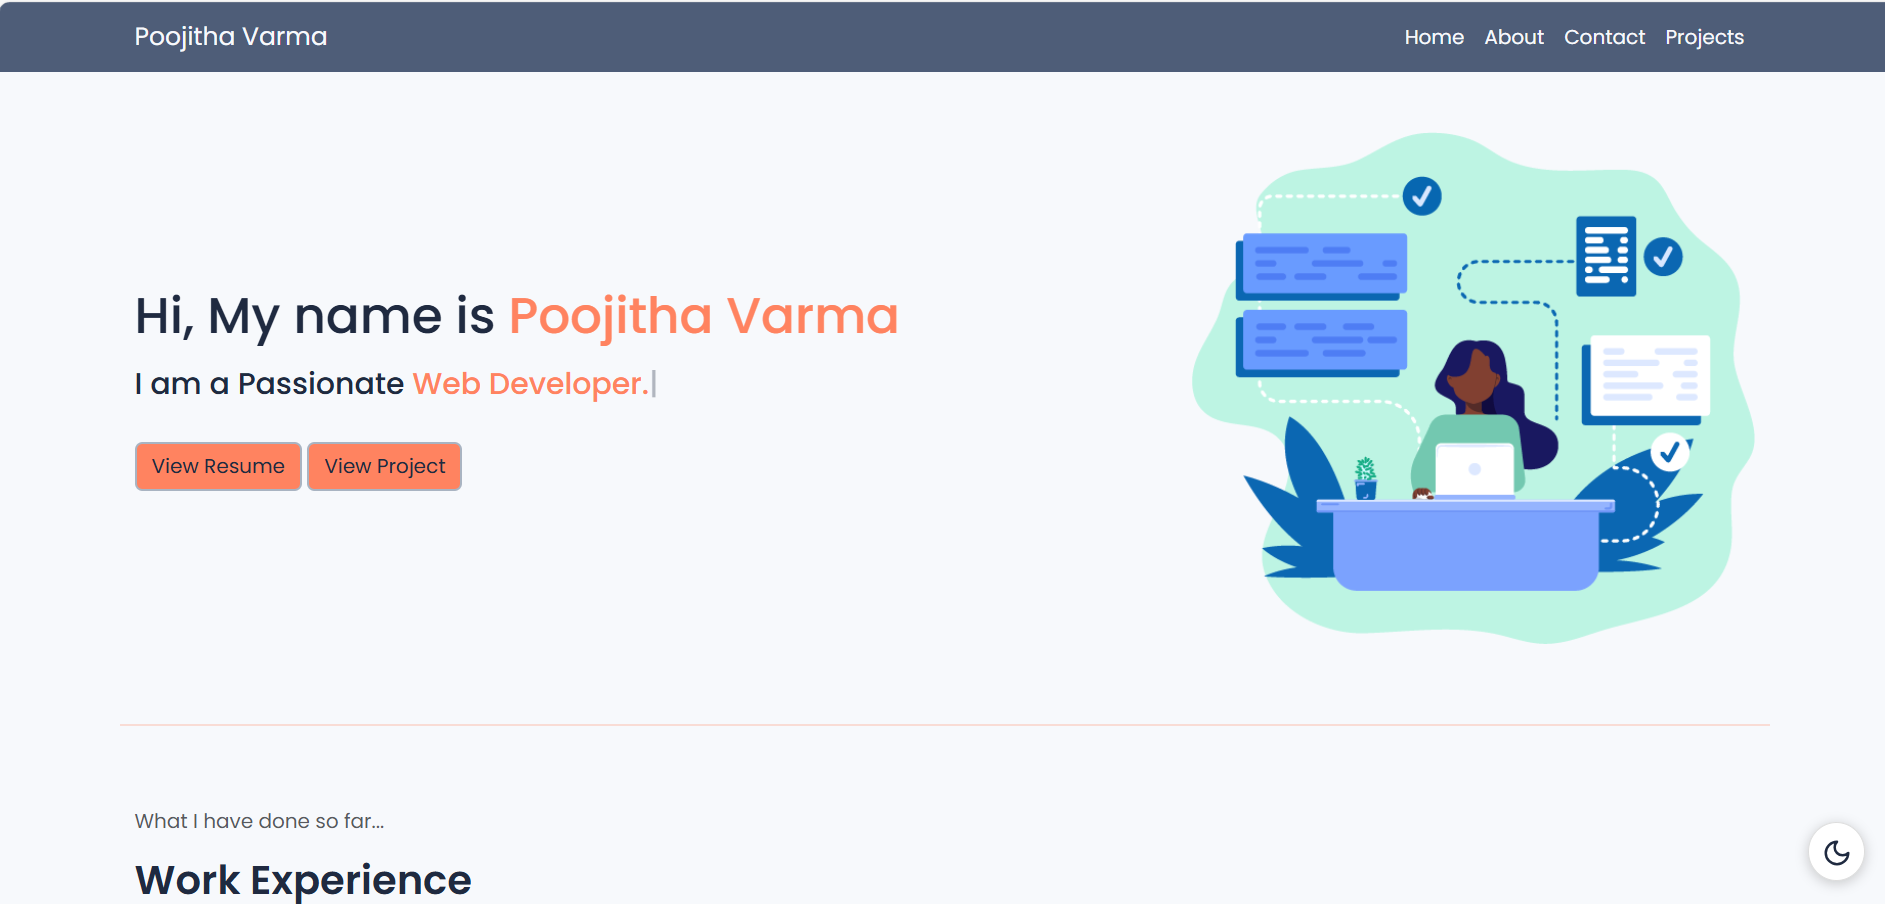 Poojitha Varma
Home About Contact Projects
Hi, My name is Poojitha Varma
I am a Passionate Web Developer.
View Resume View Project
What I have done so far...
Work Experience